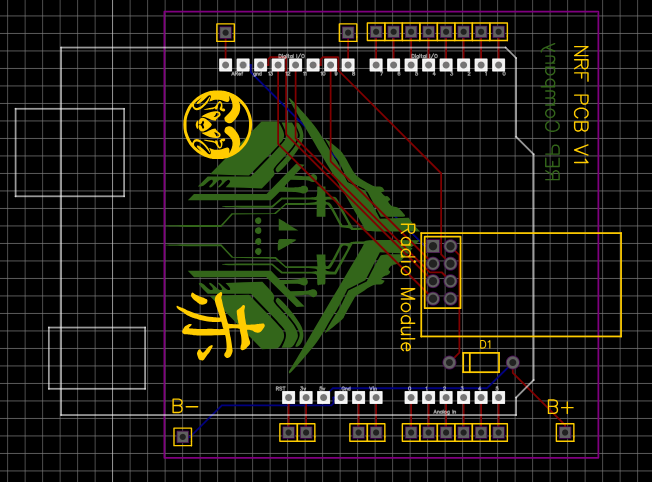 Digital I/O
Digital I/O
ARef
gnd
13
12
11
10
9
8
7
6
5
4
3
2
1
0
NRF PCB V1
Company
Radio Module
D1
RST
3v
5v
Gnd
Vin
0
1
2
3
4
5
Analog In
B-
B+